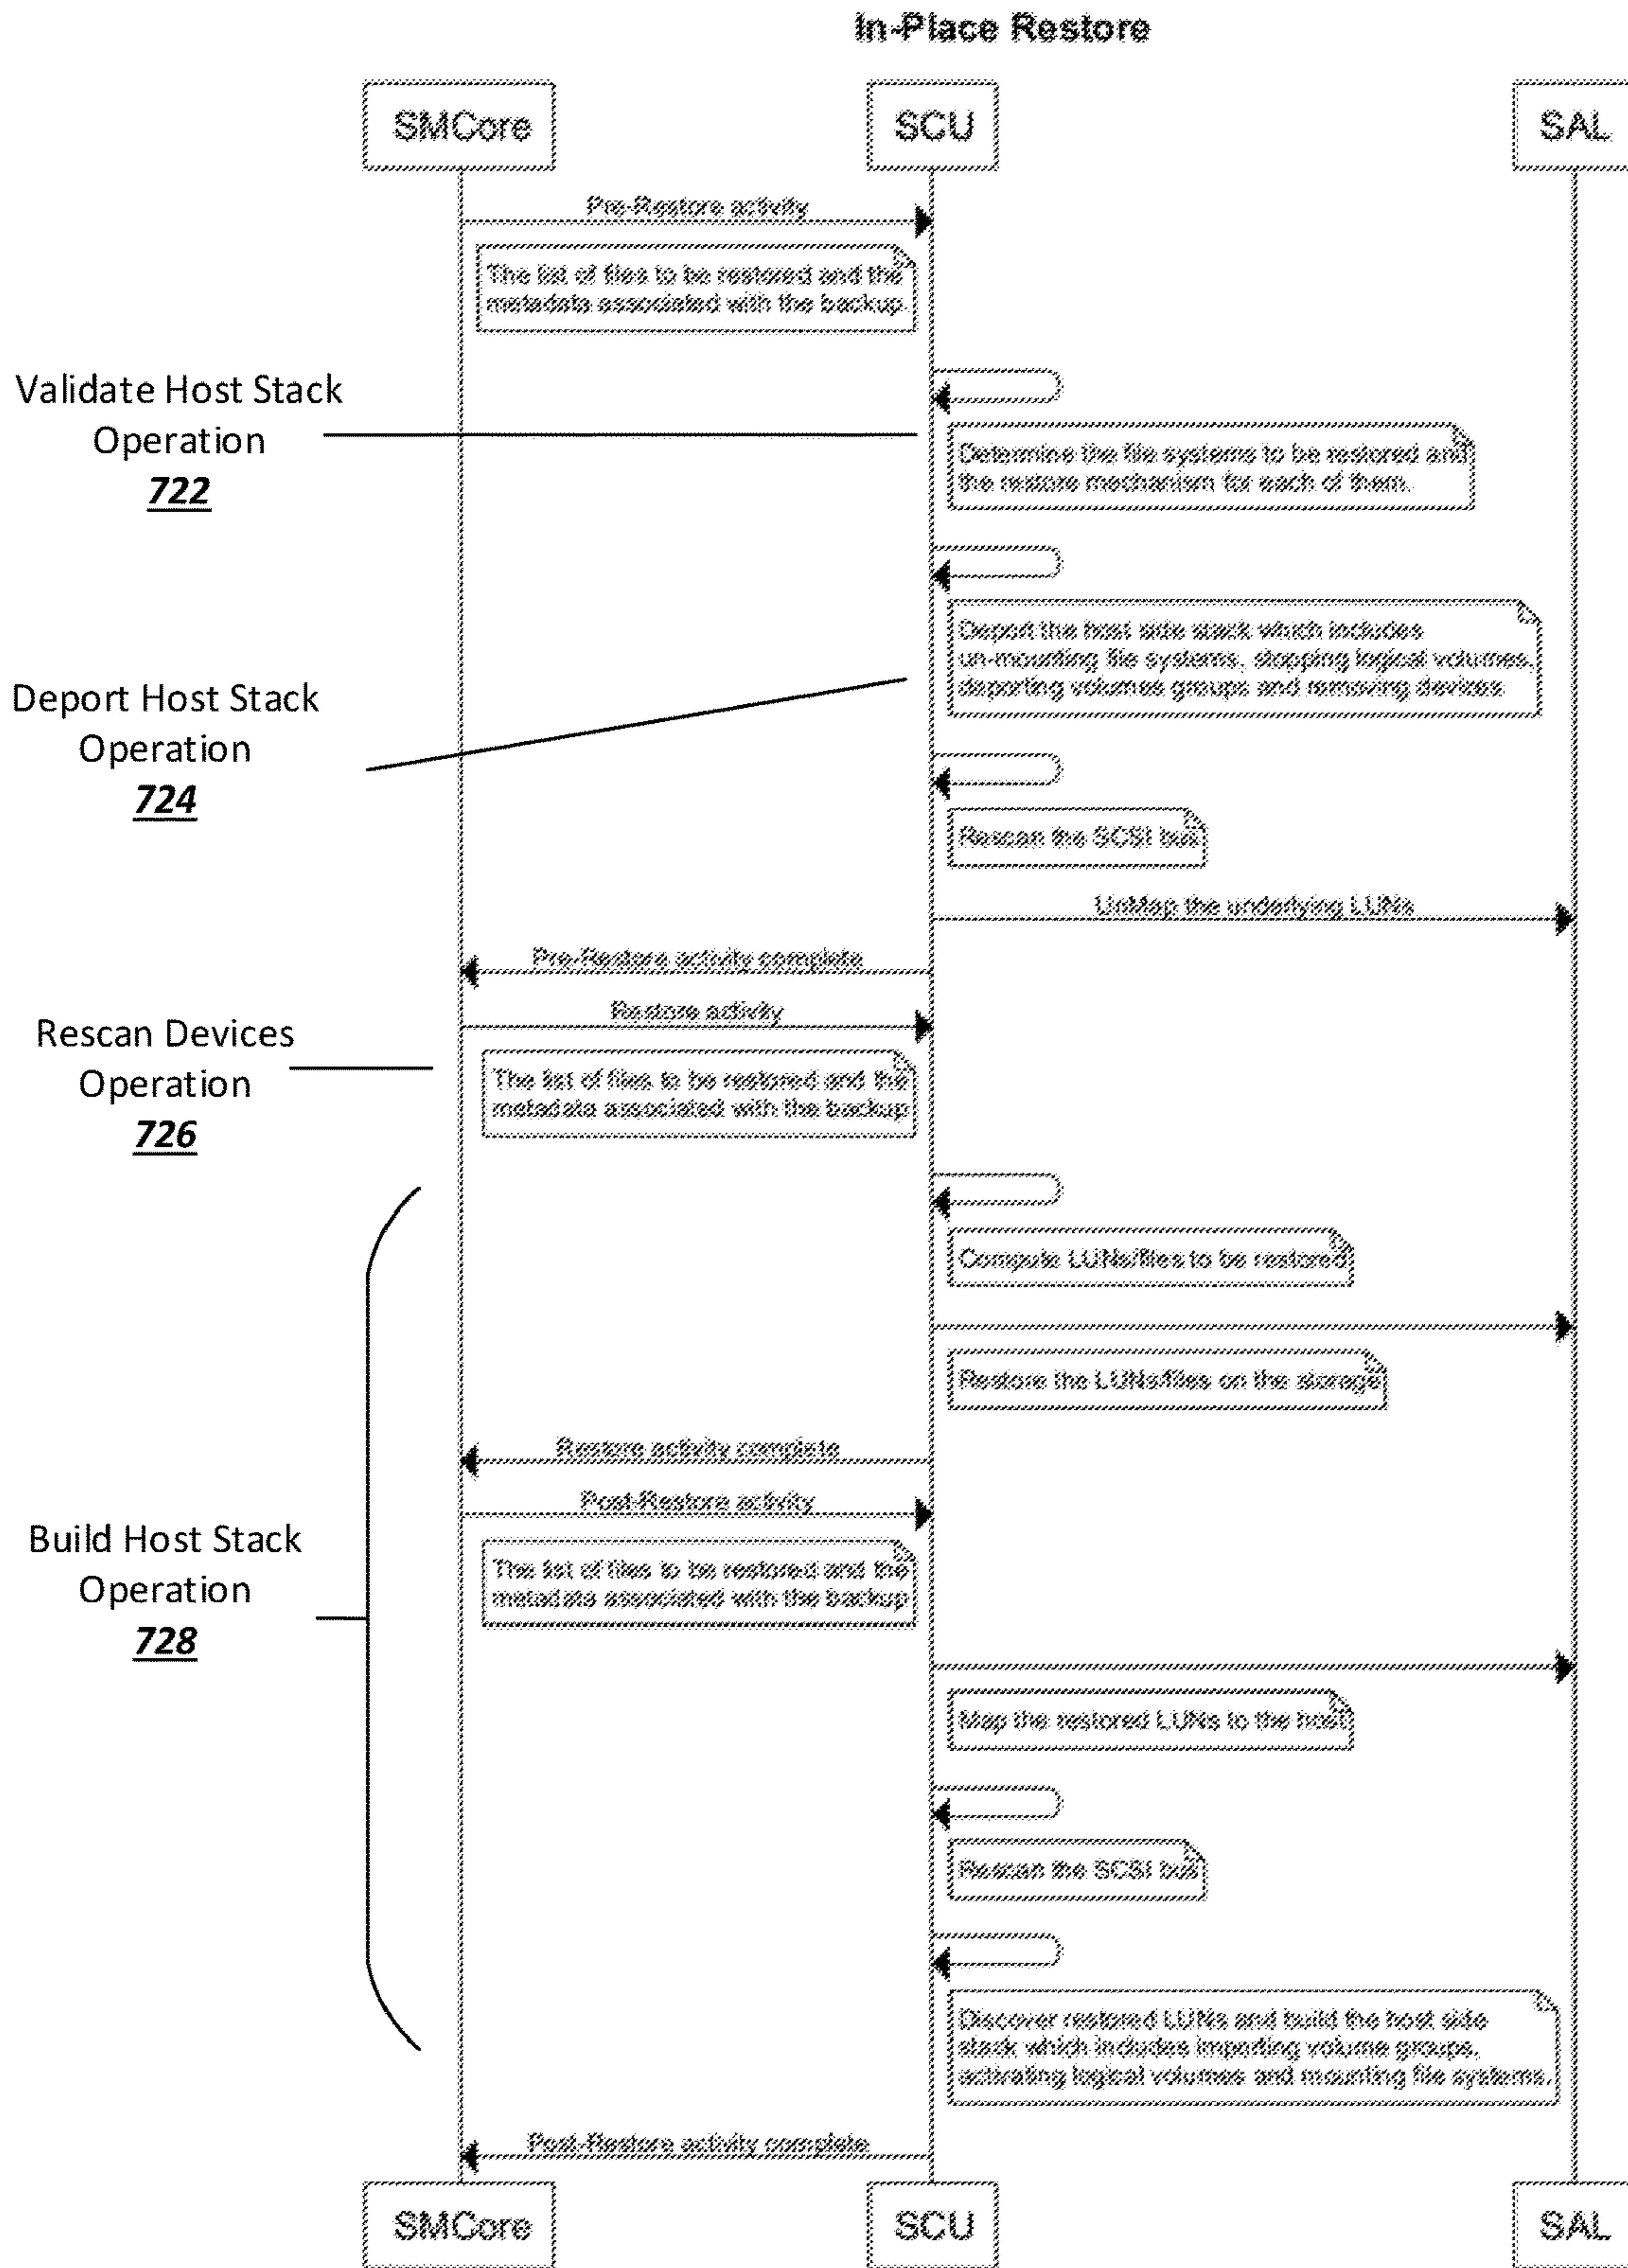 In-Place Restore
SMCore
SCU
SAL
Pre-Restore activity
The list of files to be restored and the
metadata associated with the backup.
Validate Host Stack
Operation
722
Determine the file systems to be restored and
the restore mechanism for each of them.
Deport the host side stack which includes
un-mounting file systems, stopping logical volumes,
deporting volumes groups and removing devices
Deport Host Stack
Operation
724
Rescan the SCSI bus
UnMap the underlying LUNs
Pre-Restore activity complete
Restore activity
Rescan Devices
Operation
726
The list of files to be restored and the
metadata associated with the backup
Compute LUNs/files to be restored
Restore the LUNs/files on the storage
Restore activity complete
Post-Restore activity
Build Host Stack
Operation
728
The list of files to be restored and the
metadata associated with the backup
Map the restored LUNs to the host
Rescan the SCSI bus
Discover restored LUNs and build the host side
stack which includes importing volume groups,
activating logical volumes and mounting file systems.
Post-Restore activity complete
SMCore
SCU
SAL